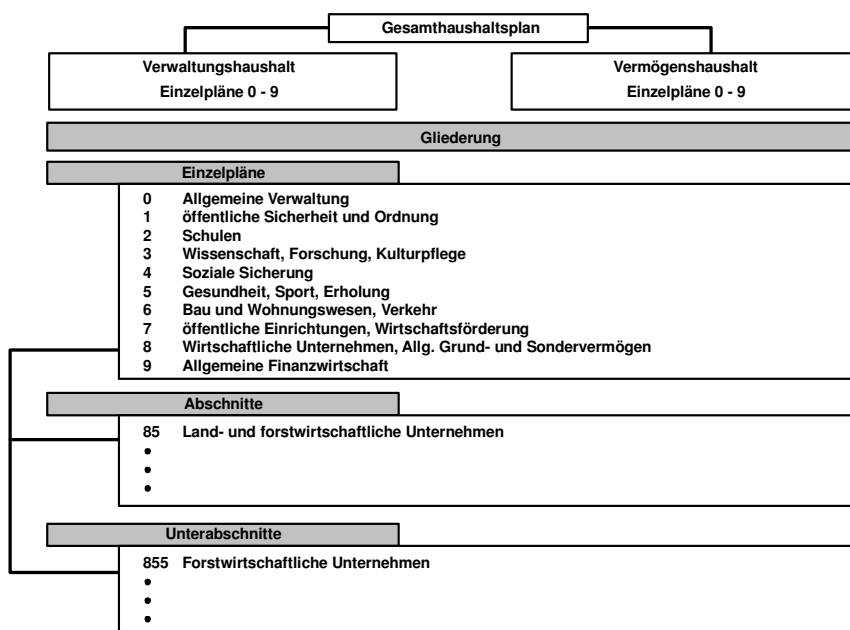 Gesamthaushaltsplan
Verwaltungshaushalt
Einzelpläne 0 - 9
Vermögenshaushalt
Einzelpläne 0 - 9
Gliederung
Einzelpläne
0 Allgemeine Verwaltung
1 öffentliche Sicherheit und Ordnung
2 Schulen
3 Wissenschaft, Forschung, Kulturpflege
4 Soziale Sicherung
5 Gesundheit, Sport, Erholung
6 Bau und Wohnungswesen, Verkehr
7 öffentliche Einrichtungen, Wirtschaftsförderung
8 Wirtschaftliche Unternehmen, Allg. Grund- und Sondervermögen
9 Allgemeine Finanzwirtschaft
Abschnitte
85 Land- und forstwirtschaftliche Unternehmen
•
•
•
Unterabschnitte
855 Forstwirtschaftliche Unternehmen
•
•
•